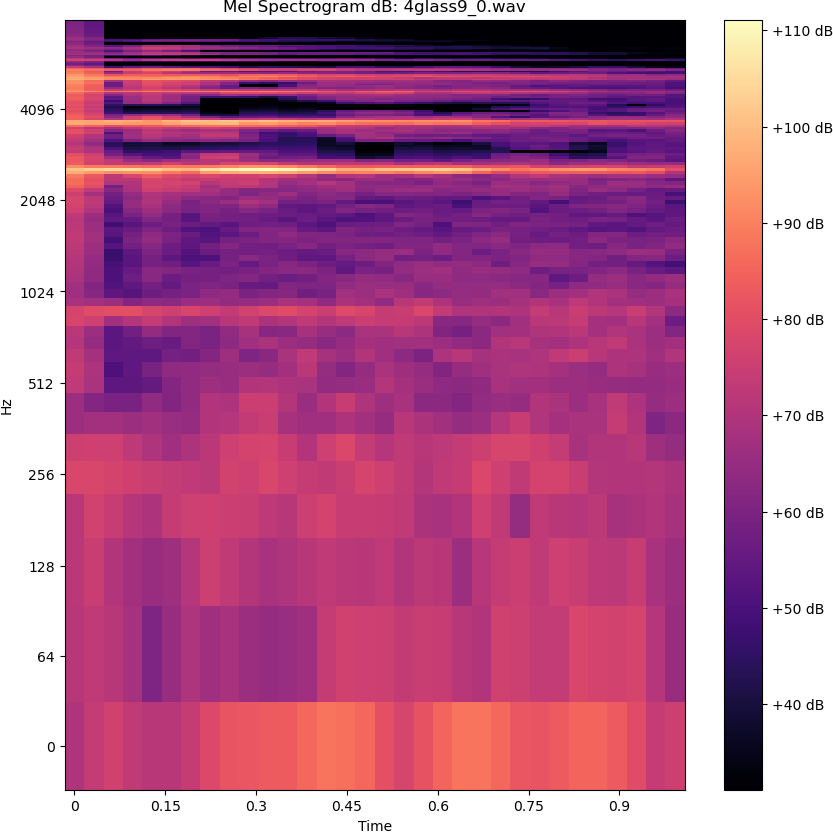 Mel Spectrogram dB: 4glass9_0.wav
+110 dB
4096
+100 dB
2048
+90 dB
1024
+80 dB
512
Hz
+70 dB
256
+60 dB
128
+50 dB
64
+40 dB
0
0 0.15 0.3 0.45 0.6 0.75 0.9
Time